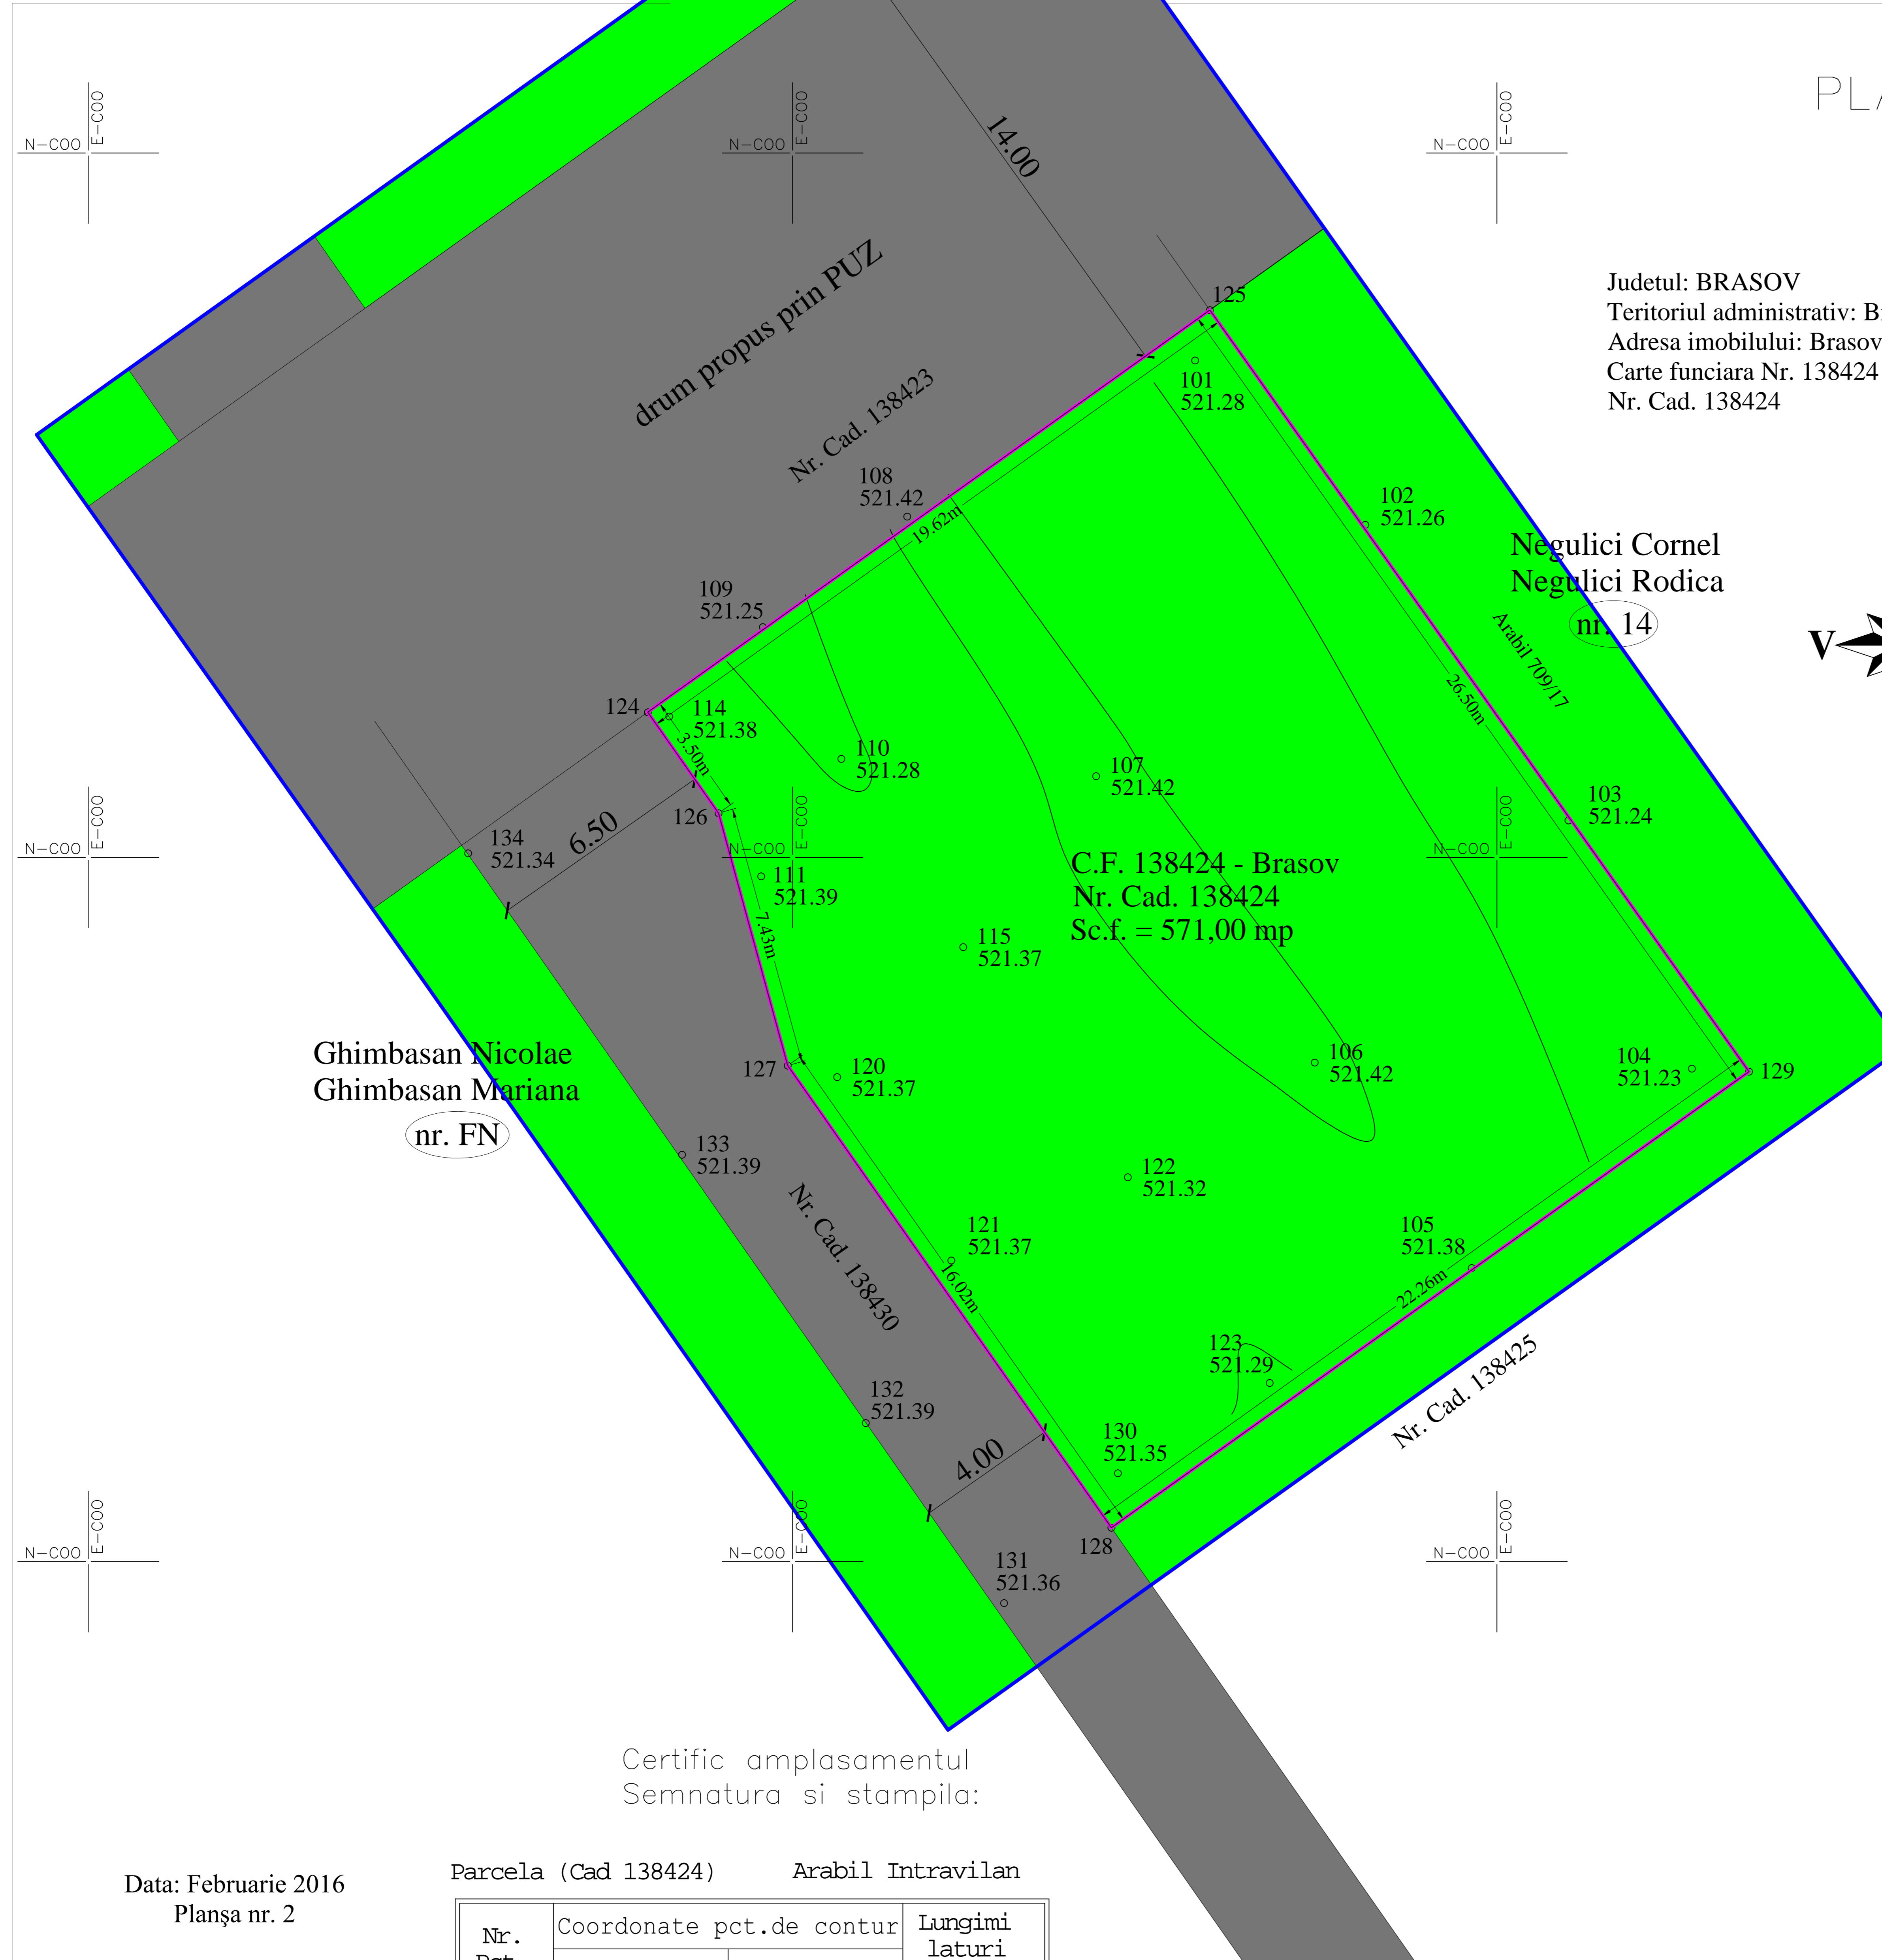 PLA
N-COO
E-COO
N-COO
E-COO
N-COO
E-COO
14.00
Judetul: BRASOV
Teritoriul administrativ:
Adresa imobilului: Brasov
Carte funciara Nr. 138424
Nr. Cad. 138424
drum propus prin PUZ
Nr. Cad. 138423
125
101
521.28
108
521.42
19.62m
102
521.26
Negulici Cornel
Negulici Rodica
nr. 14
Arabil 709/17
V
109
521.25
124
114
521.38
3.50m
110
521.28
107
521.42
26.50m
103
521.24
126
134
521.34
6.50
N-COO
E-COO
N-COO
E-COO
N-COO
E-COO
111
521.39
7.43m
C.F. 138424 - Brasov
Nr. Cad. 138424
Sc.f. = 571,00 mp
115
521.37
Ghimbasan Nicolae
Ghimbasan Mariana
nr. FN
127
120
521.37
106
521.42
104
521.23
129
133
521.39
122
521.32
Nr. Cad. 138430
121
521.37
16.02m
105
521.38
22.26m
123
521.29
Nr. Cad. 138425
132
521.39
4.00
130
521.35
128
N-COO
E-COO
N-COO
E-COO
N-COO
E-COO
131
521.36
Certific amplasamentul
Semnatura si stampila:
Data: Februarie 2016
Planşa nr. 2
Parcela (Cad 138424)
Arabil Intravilan
Nr.
Pct.
Coordonate pct.de contur
Lungimi
laturi